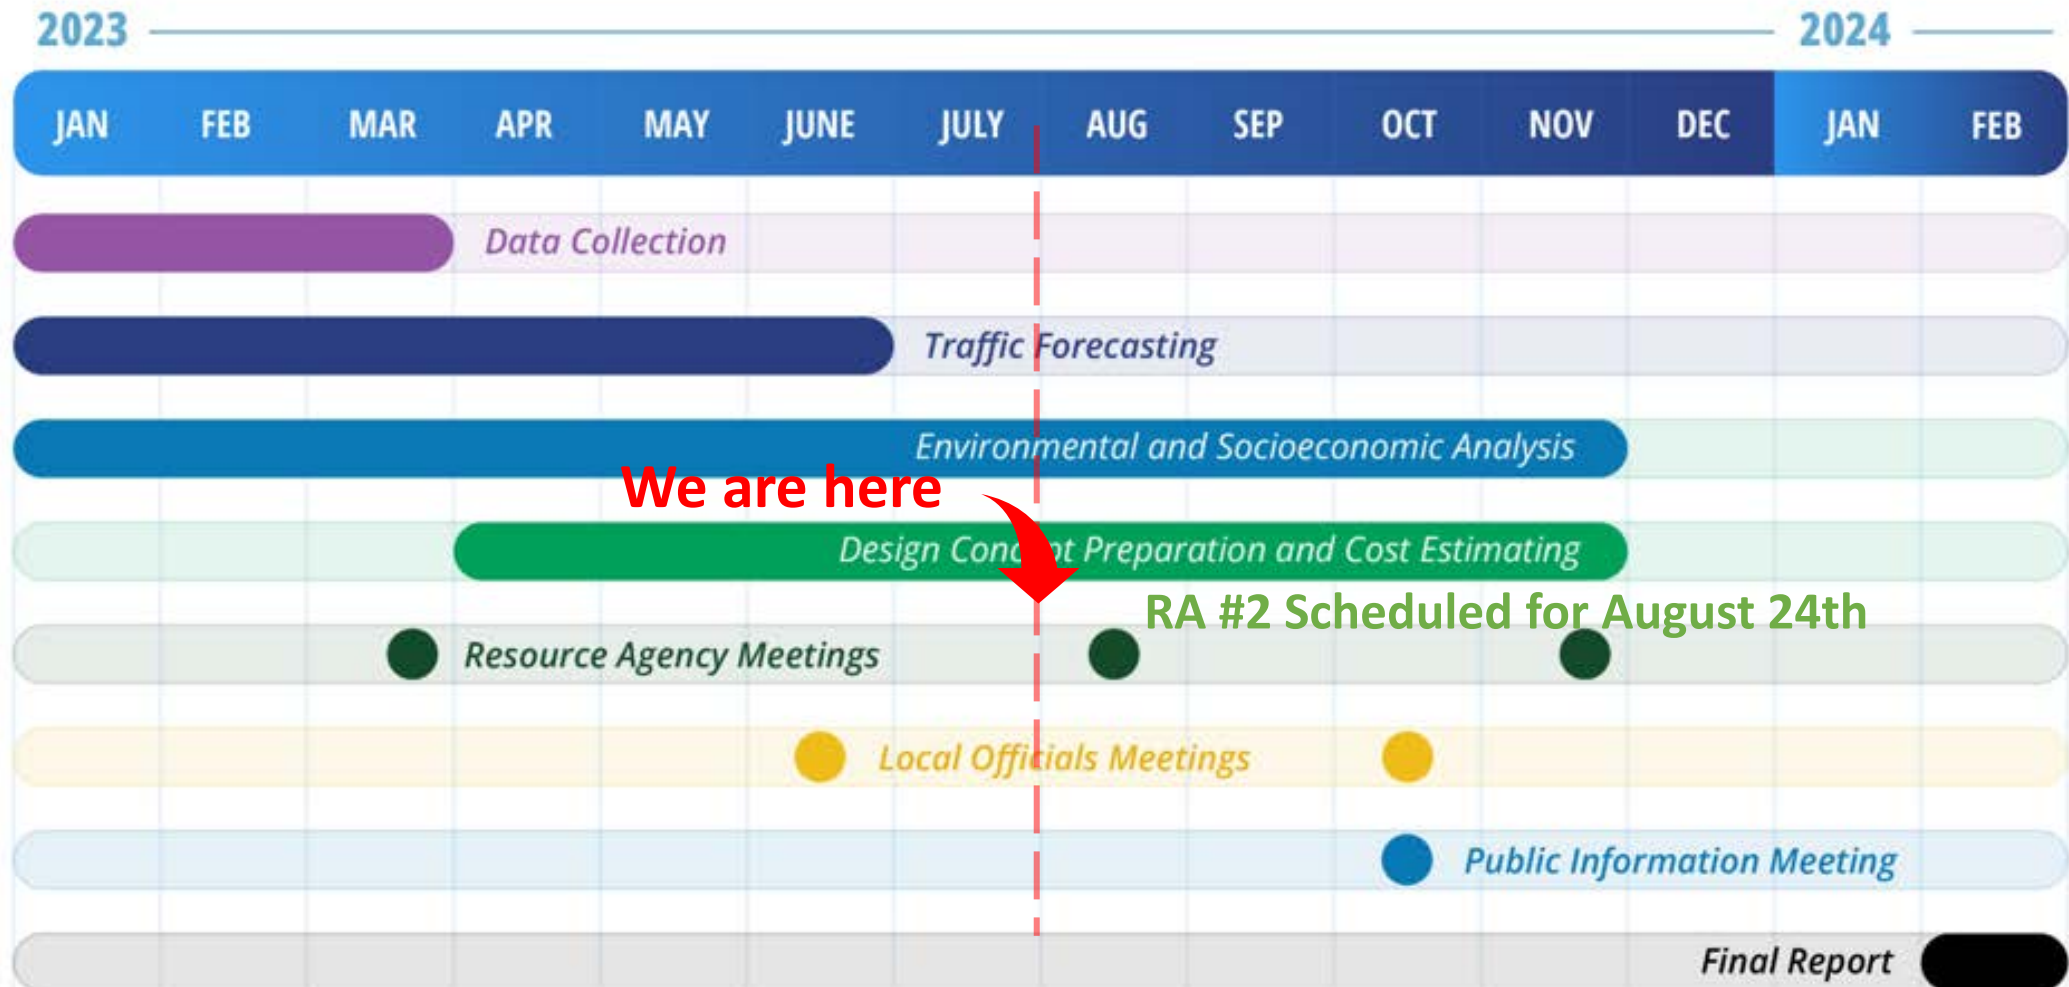 2023 2024
JAN FEB MAR APR MAY JUNE JULY AUG SEP OCT NOV DEC JAN FEB
Data Collection
Traffic Forecasting
Environmental and Socioeconomic Analysis
We are here
Design Concept Preparation and Cost Estimating
RA #2 Scheduled for August 24th
Resource Agency Meetings
Local Officials Meetings
Public Information Meeting
Final Report